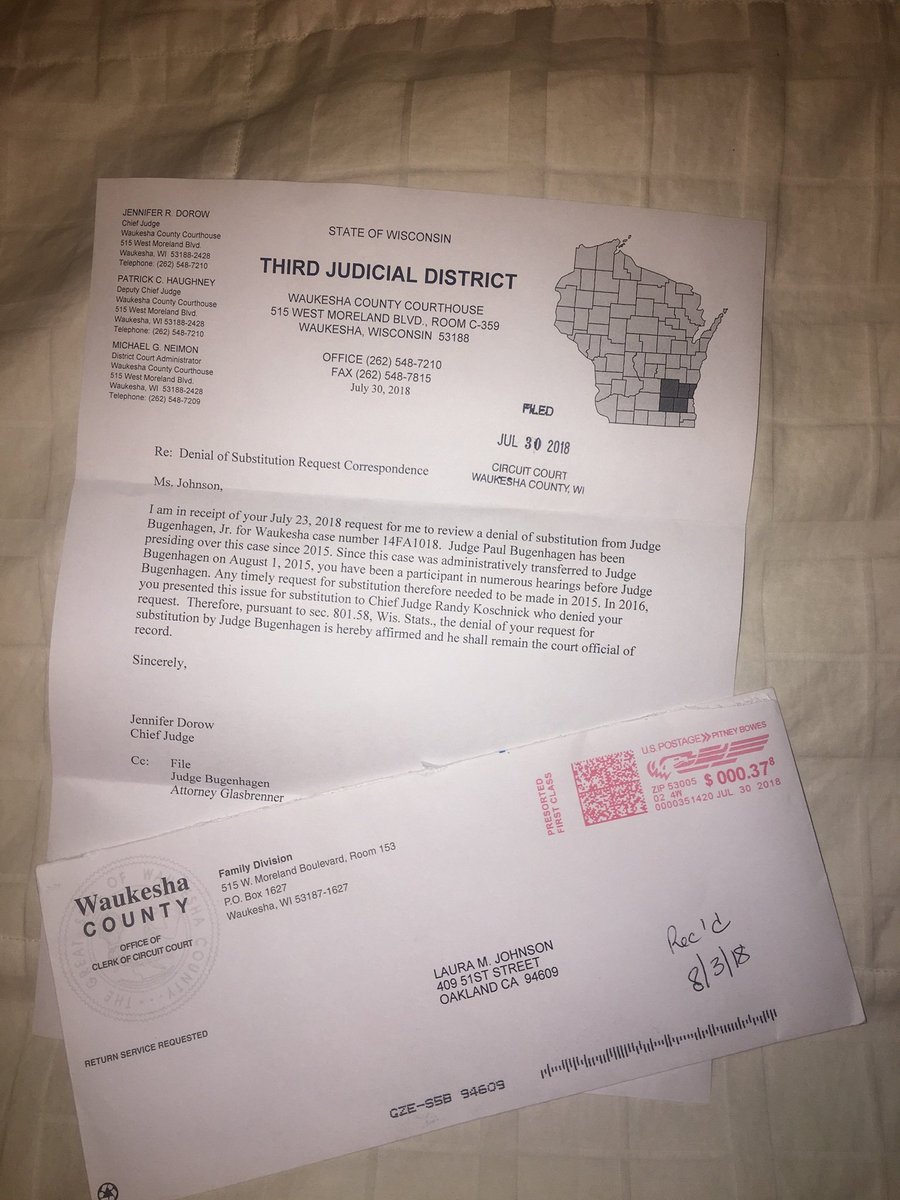 JENNIFER R. DOROW
Chief Judge
Waukesha County Courthouse
515 West Moreland Blvd.
Waukesha, WI 53188-2428
Telephone: (262) 548-7210
PATRICK C. HAUGHNEY
Deputy Chief Judge
Waukesha County Courthouse
515 West Moreland Blvd.
Waukesha, WI 53188-2428
Telephone: (262) 548-7210
MICHAEL G. NEIMON
District Court Administrator
Waukesha County Courthouse
515 West Moreland Blvd.
Waukesha, WI 53188-2428
Telephone: (262) 548-7209
STATE OF WISCONSIN
THIRD JUDICIAL DISTRICT
WAUKESHA COUNTY COURTHOUSE
515 WEST MORELAND BLVD., ROOM C-359
WAUKESHA, WISCONSIN 53188
OFFICE (262) 548-7210
FAX (262) 548-7815
July 30, 2018
FILED
JUL 30 2018
CIRCUIT COURT
WAUKESHA COUNTY, WI
Re: Denial of Substitution Request Correspondence
Ms. Johnson,
I am in receipt of your July 23, 2018 request for me to review a denial of substitution from Judge
Bugenhagen, Jr. for Waukesha case number 14FA1018. Judge Paul Bugenhagen has been
presiding over this case since 2015. Since this case was administratively transferred to Judge
Bugenhagen on August 1, 2015, you have been a participant in numerous hearings before Judge
Bugenhagen. Any timely request for substitution therefore needed to be made in 2015. In 2016,
you presented this issue for substitution to Chief Judge Randy Koschnick who denied your
request. Therefore, pursuant to sec. 801.58, Wis. Stats., the denial of your request for
substitution by Judge Bugenhagen is hereby affirmed and he shall remain the court official of
record.
Sincerely,
Jennifer Dorow
Chief Judge
Cc: File
Judge Bugenhagen
Attorney Glasbrenner
PRESORTED
FIRST CLASS
U.S. POSTAGE PITNEY BOWES
ZIP 53005 $ 000.37⁸
02 4W
0000351420 JUL 30 2018
Waukesha
COUNTY
OFFICE OF
CLERK OF CIRCUIT COURT
Family Division
515 W. Moreland Boulevard, Room 153
P.O. Box 1627
Waukesha, WI 53187-1627
RETURN SERVICE REQUESTED
LAURA M. JOHNSON
409 51ST STREET
OAKLAND CA 94609
Rec'd
8/3/18
CZE-S5B 94609